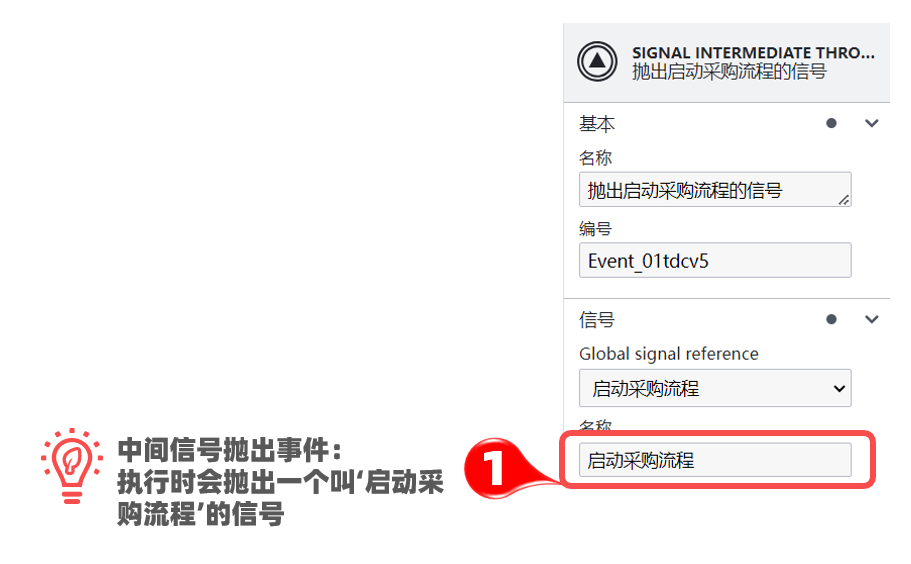 SIGNAL INTERMEDIATE THRO...
抛出启动采购流程的信号
基本
名称
抛出启动采购流程的信号
编号
Event_01tdcv5
信号
Global signal reference
启动采购流程
名称
启动采购流程
1
中间信号抛出事件：
执行时会抛出一个叫‘启动采
购流程’的信号